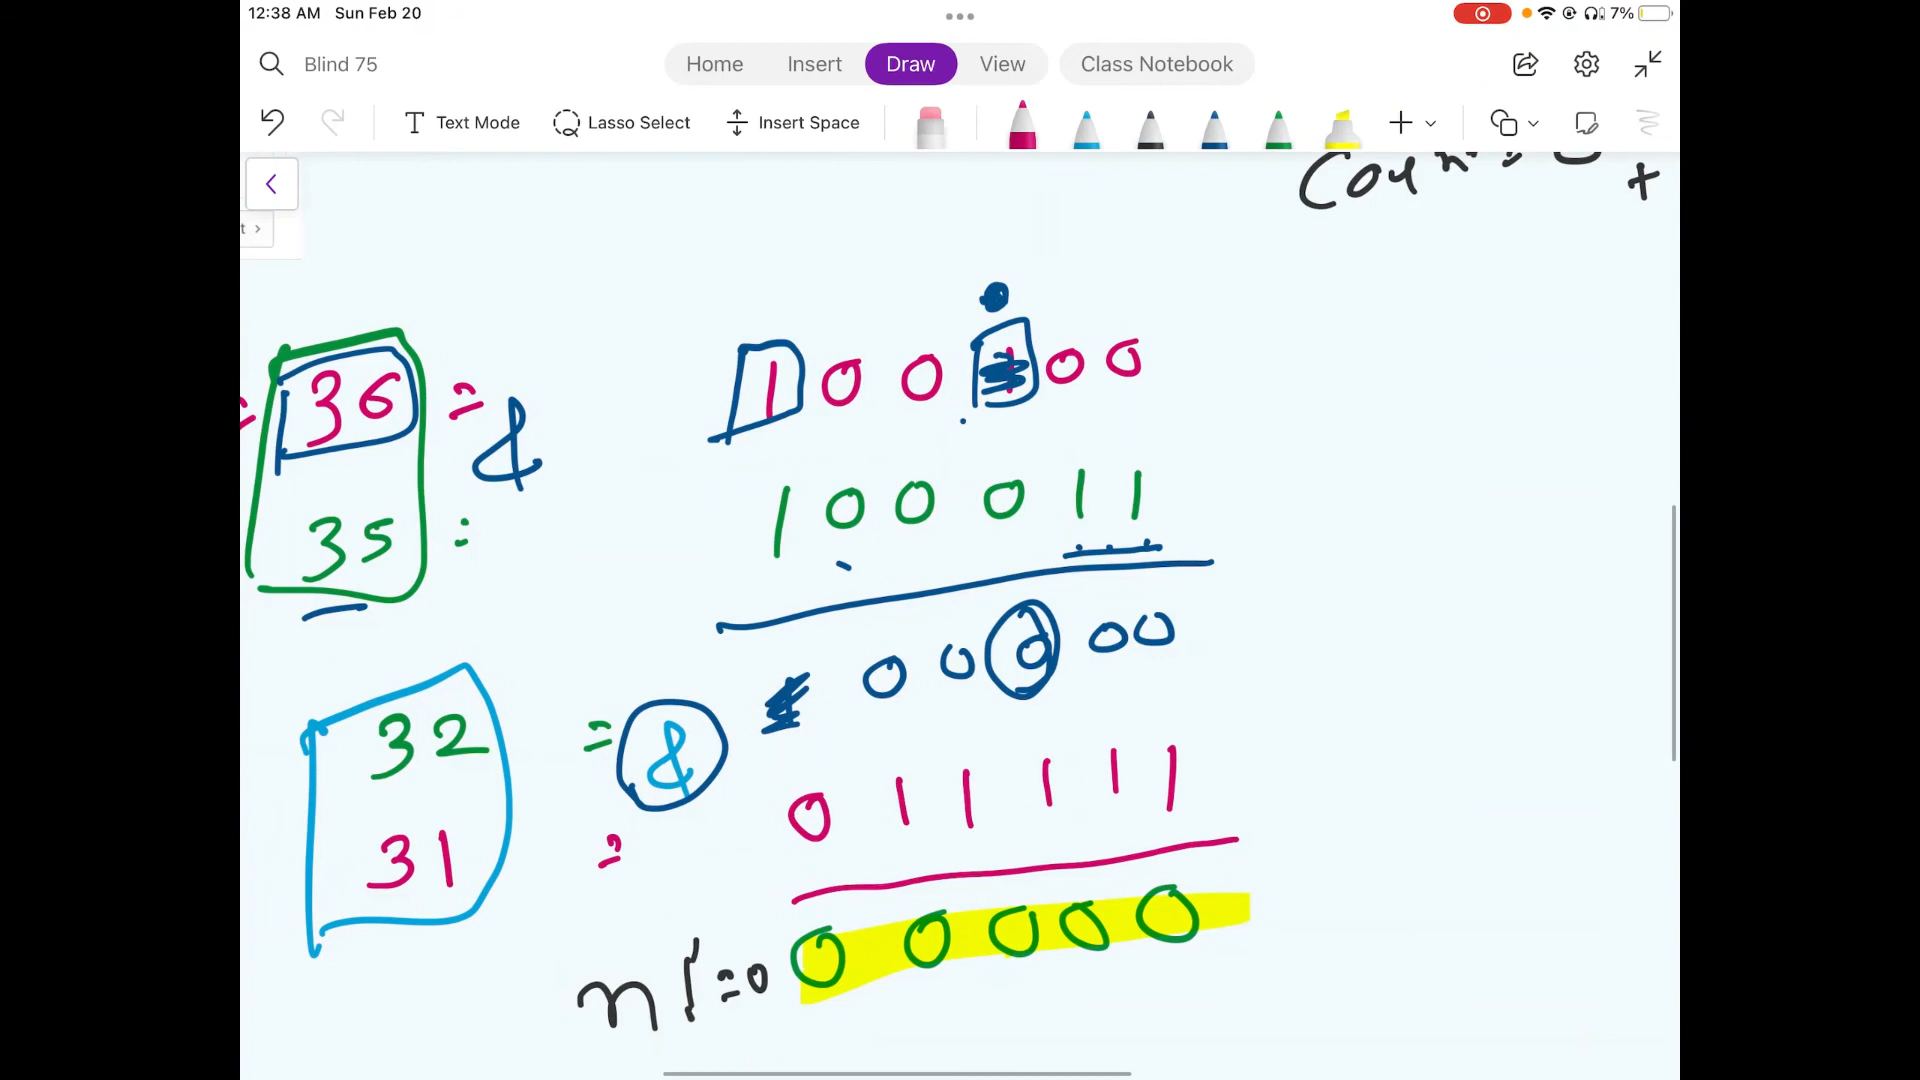 12:38 AM Sun Feb 20
7%
Blind 75
Home Insert Draw View Class Notebook
Text Mode Lasso Select Insert Space
t >
+
36 = & 1 0 0 1 0 0
35 = 1 0 0 0 1 1
0 0 0 0 0
32 = &
31 = 0 1 1 1 1 1
n != 0 0 0 0 0 0